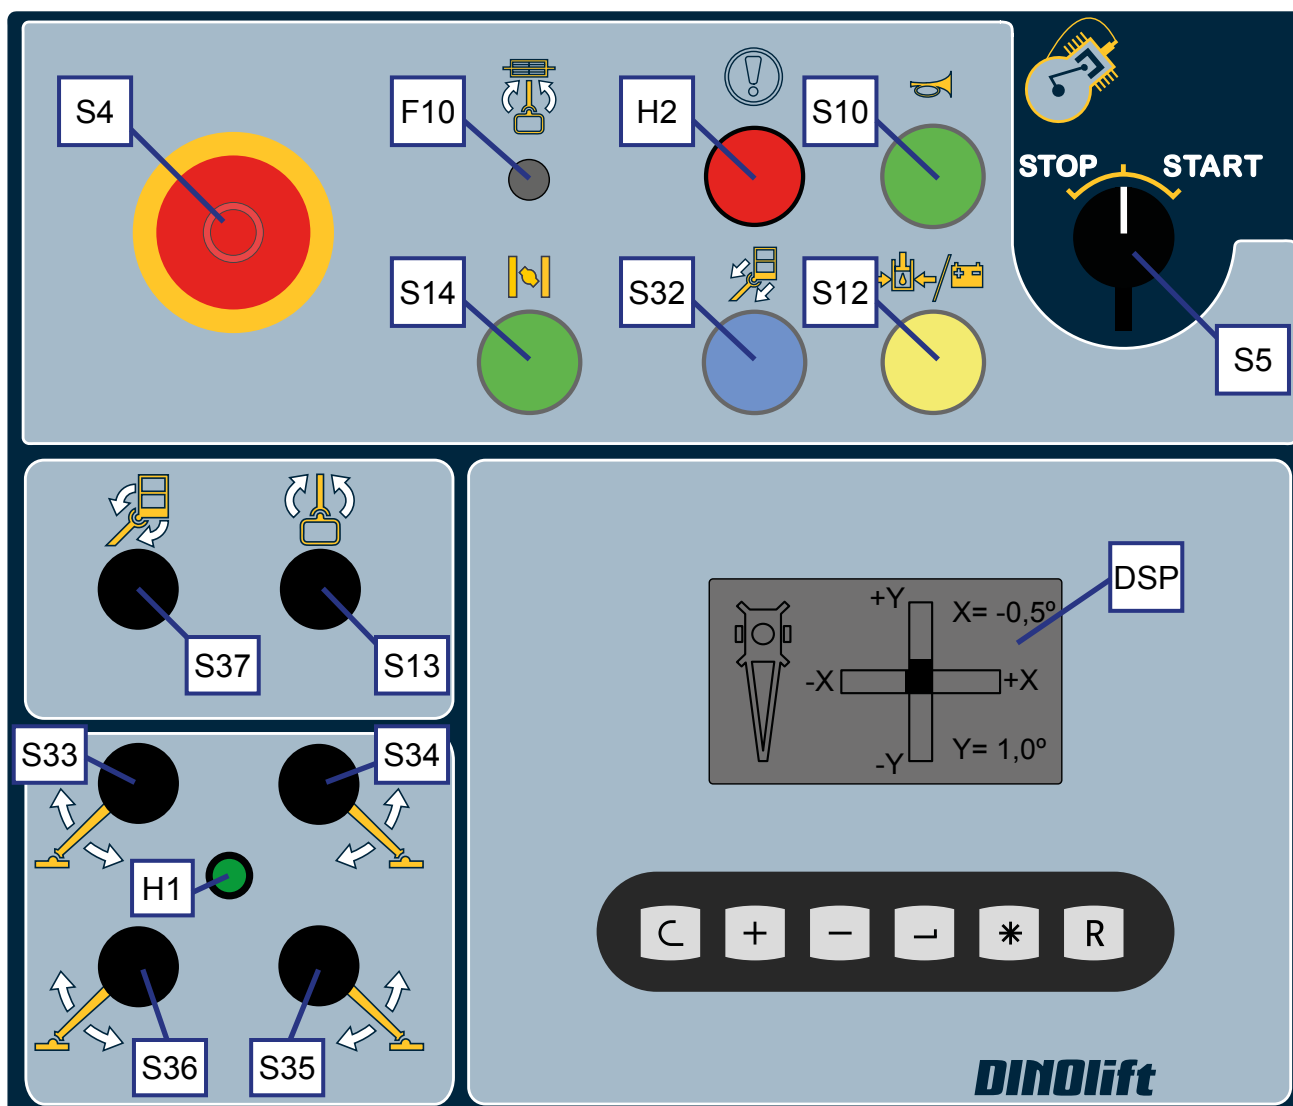 S4
F10
H2
S10
STOP
START
S14
S32
S12
S5
S37
S13
DSP
+Y
X= -0,5º
-X
+X
-Y
Y= 1,0º
S33
S34
H1
S36
S35
C + − ⏘ * R
DINOlift